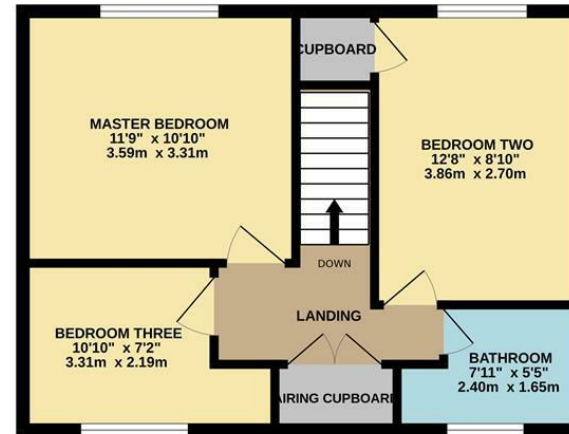 CUPBOARD
MASTER BEDROOM
11'9" x 10'10"
3.59m x 3.31m
BEDROOM TWO
12'8" x 8'10"
3.86m x 2.70m
DOWN
LANDING
BEDROOM THREE
10'10" x 7'2"
3.31m x 2.19m
BATHROOM
7'11" x 5'5"
2.40m x 1.65m
AIRING CUPBOARD